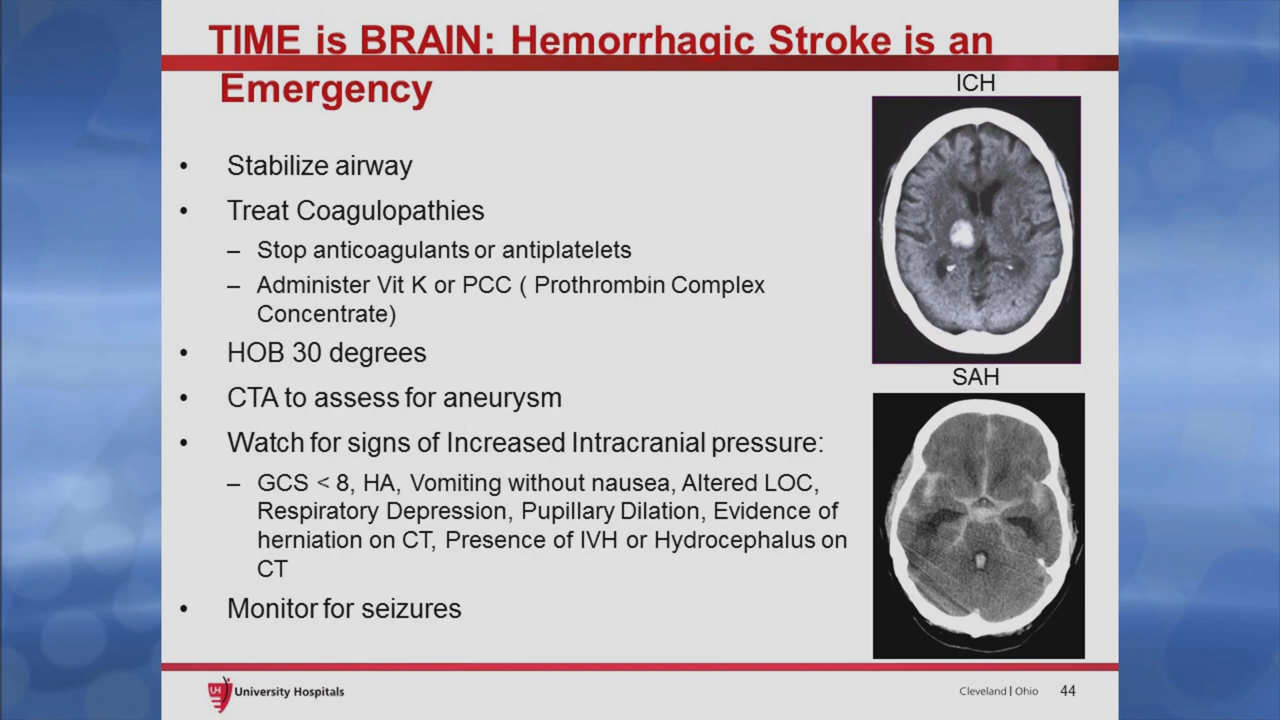 TIME is BRAIN: Hemorrhagic Stroke is an
Emergency
ICH
• Stabilize airway
• Treat Coagulopathies
– Stop anticoagulants or antiplatelets
– Administer Vit K or PCC ( Prothrombin Complex
Concentrate)
• HOB 30 degrees
SAH
• CTA to assess for aneurysm
• Watch for signs of Increased Intracranial pressure:
– GCS < 8, HA, Vomiting without nausea, Altered LOC,
Respiratory Depression, Pupillary Dilation, Evidence of
herniation on CT, Presence of IVH or Hydrocephalus on
CT
• Monitor for seizures
UH University Hospitals
Cleveland | Ohio 44